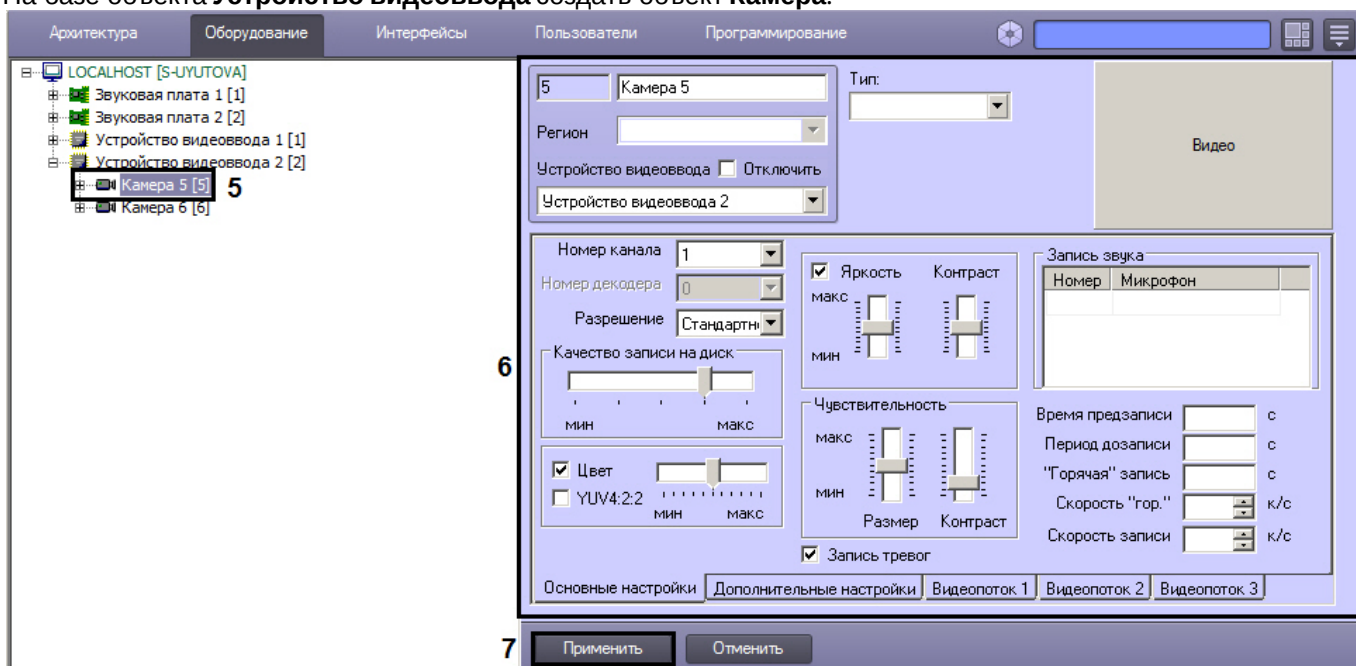 На базе объекта Устройство видеоввода создать объект Камера.
Архитектура Оборудование Интерфейсы Пользователи Программирование
LOCALHOST [S-UYUTOVA]
Звуковая плата 1 [1]
Звуковая плата 2 [2]
Устройство видеоввода 1 [1]
Устройство видеоввода 2 [2]
Камера 5 [5]
5
Камера 6 [6]
5 Камера 5
Тип:
Регион
Устройство видеоввода Отключить
Устройство видеоввода 2
Видео
6
Номер канала 1
Номер декодера 0
Разрешение Стандартн
Качество записи на диск
мин макс
Цвет
YUV4:2:2
мин макс
Яркость Контраст
макс
мин
Чувствительность
макс
мин
Размер Контраст
Запись тревог
Запись звука
Номер Микрофон
Время предзаписи с
Период дозаписи с
"Горячая" запись с
Скорость "гор." к/с
Скорость записи к/с
Основные настройки Дополнительные настройки Видеопоток 1 Видеопоток 2 Видеопоток 3
7
Применить Отменить